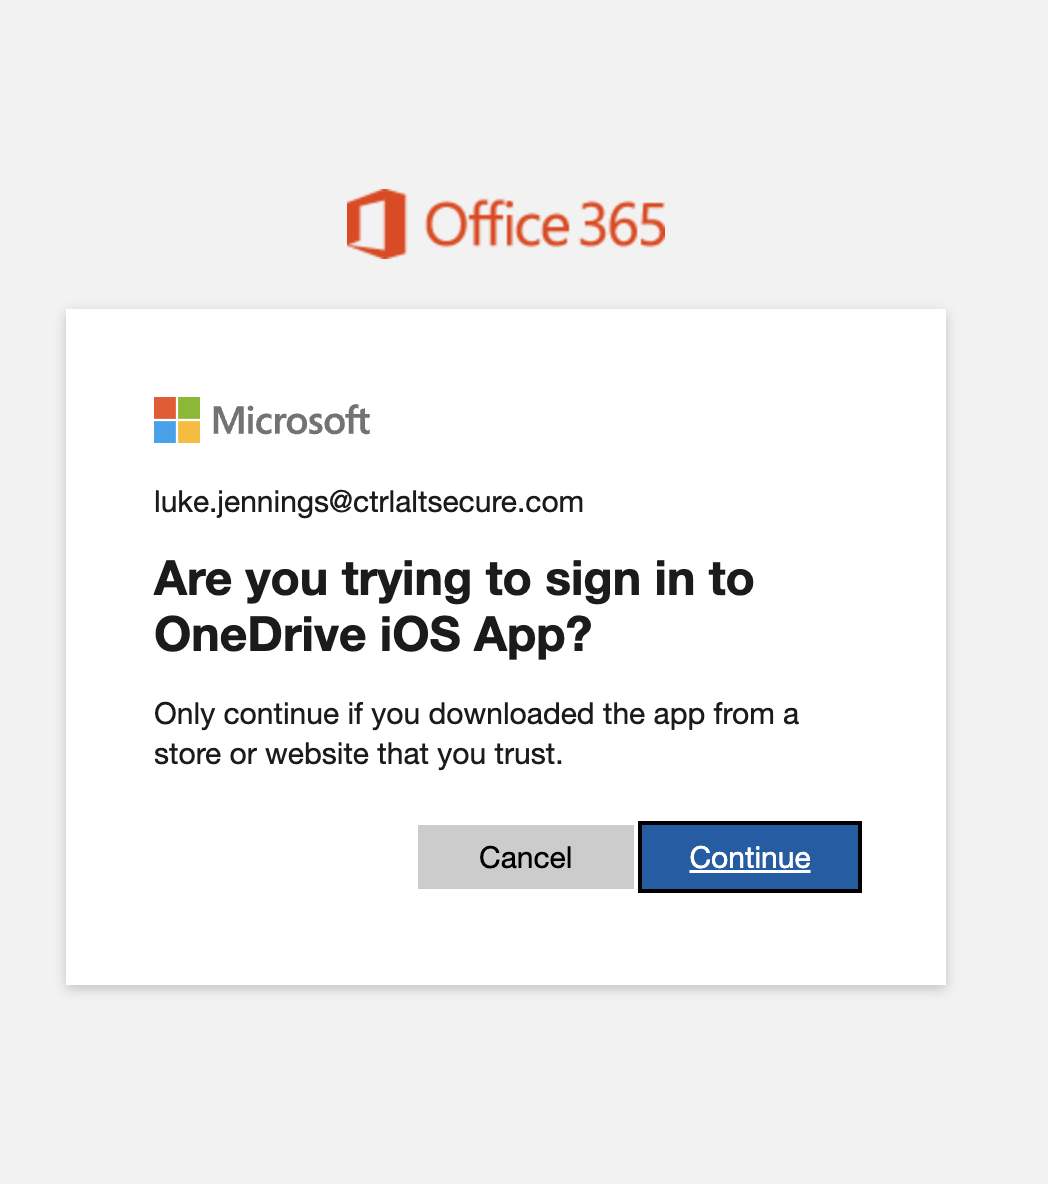 Office 365
Microsoft
luke.jennings@ctrlaltsecure.com
Are you trying to sign in to
OneDrive iOS App?
Only continue if you downloaded the app from a
store or website that you trust.
Cancel Continue